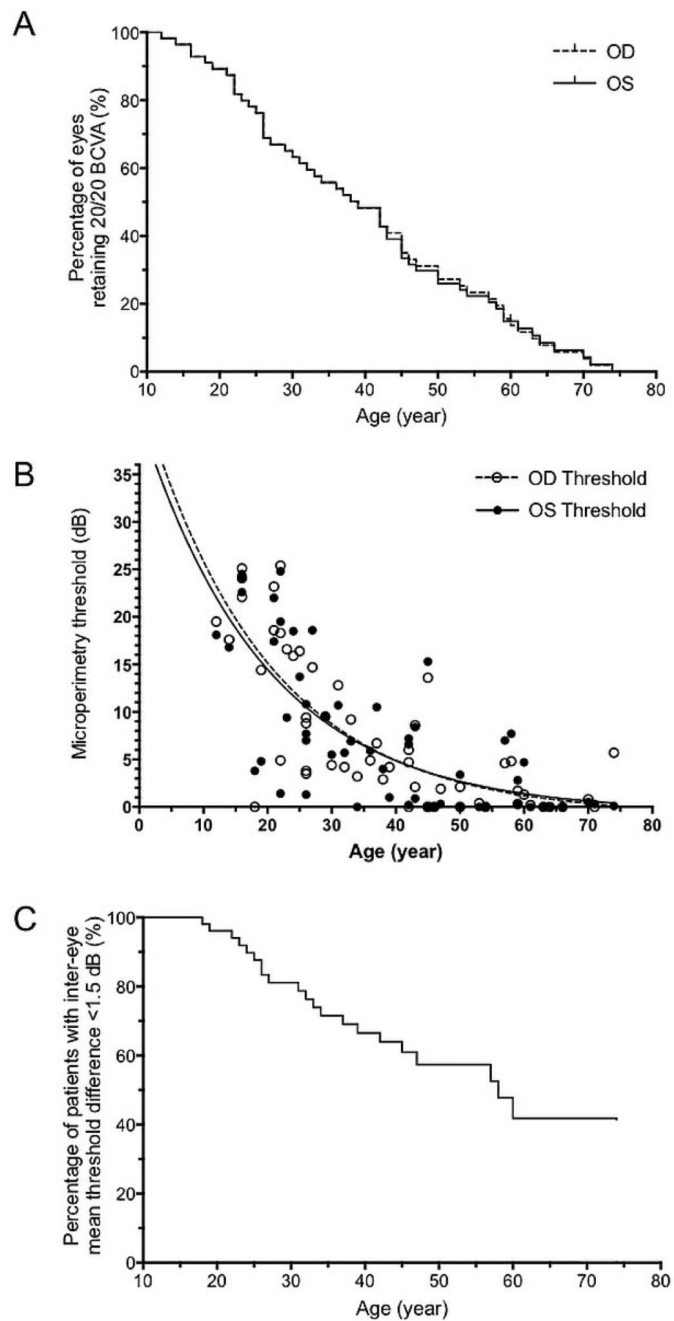 A
Percentage of eyes
retaining 20/20 BCVA (%)
100
80
60
40
20
0
OD
OS
10 20 30 40 50 60 70 80
Age (year)
B
Microperimetry threshold (dB)
35
30
25
20
15
10
5
0
OD Threshold
OS Threshold
0 10 20 30 40 50 60 70 80
Age (year)
C
Percentage of patients with inter-eye
mean threshold difference <1.5 dB (%)
100
80
60
40
20
0
10 20 30 40 50 60 70 80
Age (year)